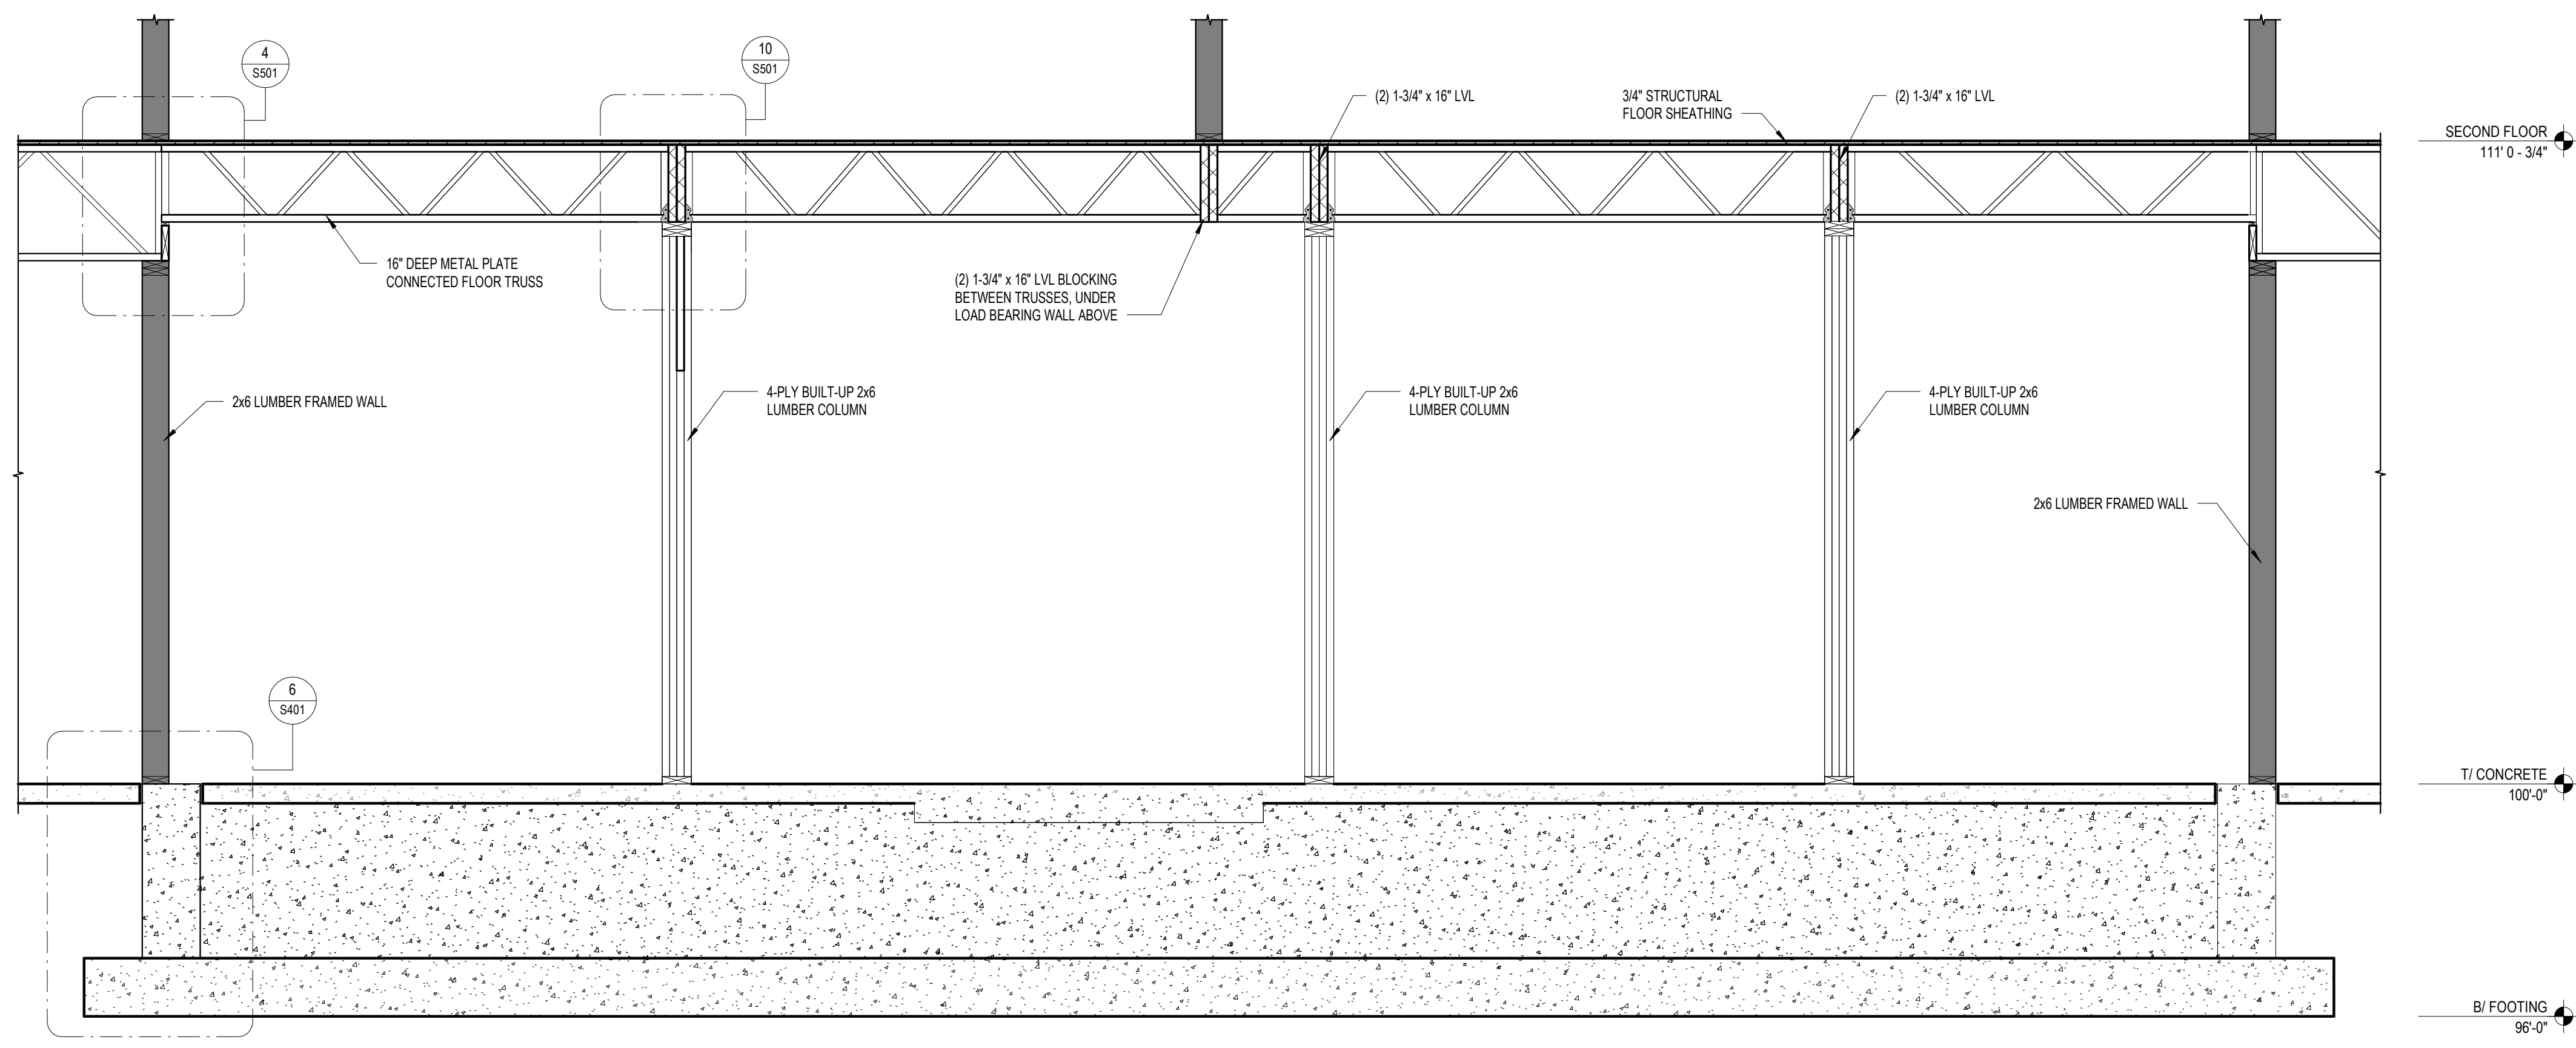 4
S501
10
S501
(2) 1-3/4" x 16" LVL
3/4" STRUCTURAL
FLOOR SHEATHING
(2) 1-3/4" x 16" LVL
SECOND FLOOR
111' 0 - 3/4"
16" DEEP METAL PLATE
CONNECTED FLOOR TRUSS
(2) 1-3/4" x 16" LVL BLOCKING
BETWEEN TRUSSES, UNDER
LOAD BEARING WALL ABOVE
2x6 LUMBER FRAMED WALL
4-PLY BUILT-UP 2x6
LUMBER COLUMN
4-PLY BUILT-UP 2x6
LUMBER COLUMN
4-PLY BUILT-UP 2x6
LUMBER COLUMN
2x6 LUMBER FRAMED WALL
6
S401
T/ CONCRETE
100'-0"
B/ FOOTING
96'-0"